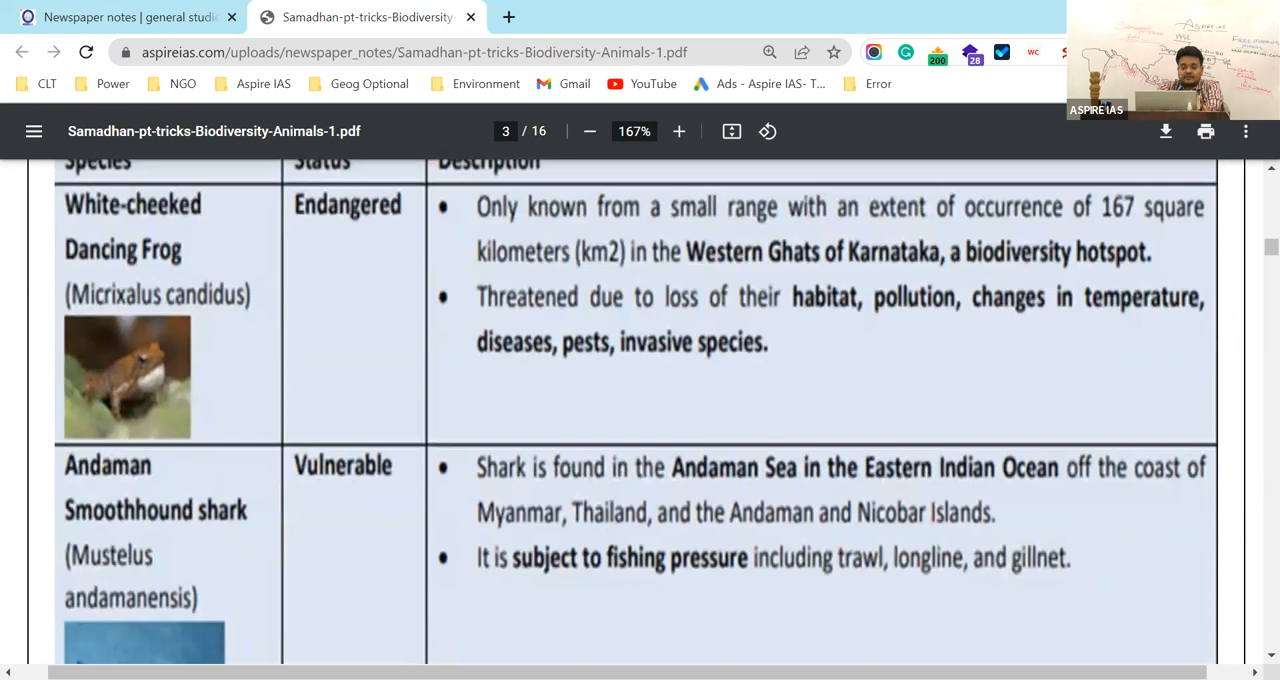 Newspaper notes | general studi
Samadhan-pt-tricks-Biodiversity-
aspireias.com/uploads/newspaper_notes/Samadhan-pt-tricks-Biodiversity-Animals-1.pdf
200
28
WC
CLT
Power
NGO
Aspire IAS
Geog Optional
Environment
Gmail
YouTube
Ads - Aspire IAS- T...
Error
ASPIRE IAS
Samadhan-pt-tricks-Biodiversity-Animals-1.pdf
3 / 16
167%
Species
Status
Description
White-cheeked
Dancing Frog
(Micrixalus candidus)
Endangered
• Only known from a small range with an extent of occurrence of 167 square
kilometers (km2) in the Western Ghats of Karnataka, a biodiversity hotspot.
• Threatened due to loss of their habitat, pollution, changes in temperature,
diseases, pests, invasive species.
Andaman
Smoothhound shark
(Mustelus
andamanensis)
Vulnerable
• Shark is found in the Andaman Sea in the Eastern Indian Ocean off the coast of
Myanmar, Thailand, and the Andaman and Nicobar Islands.
• It is subject to fishing pressure including trawl, longline, and gillnet.